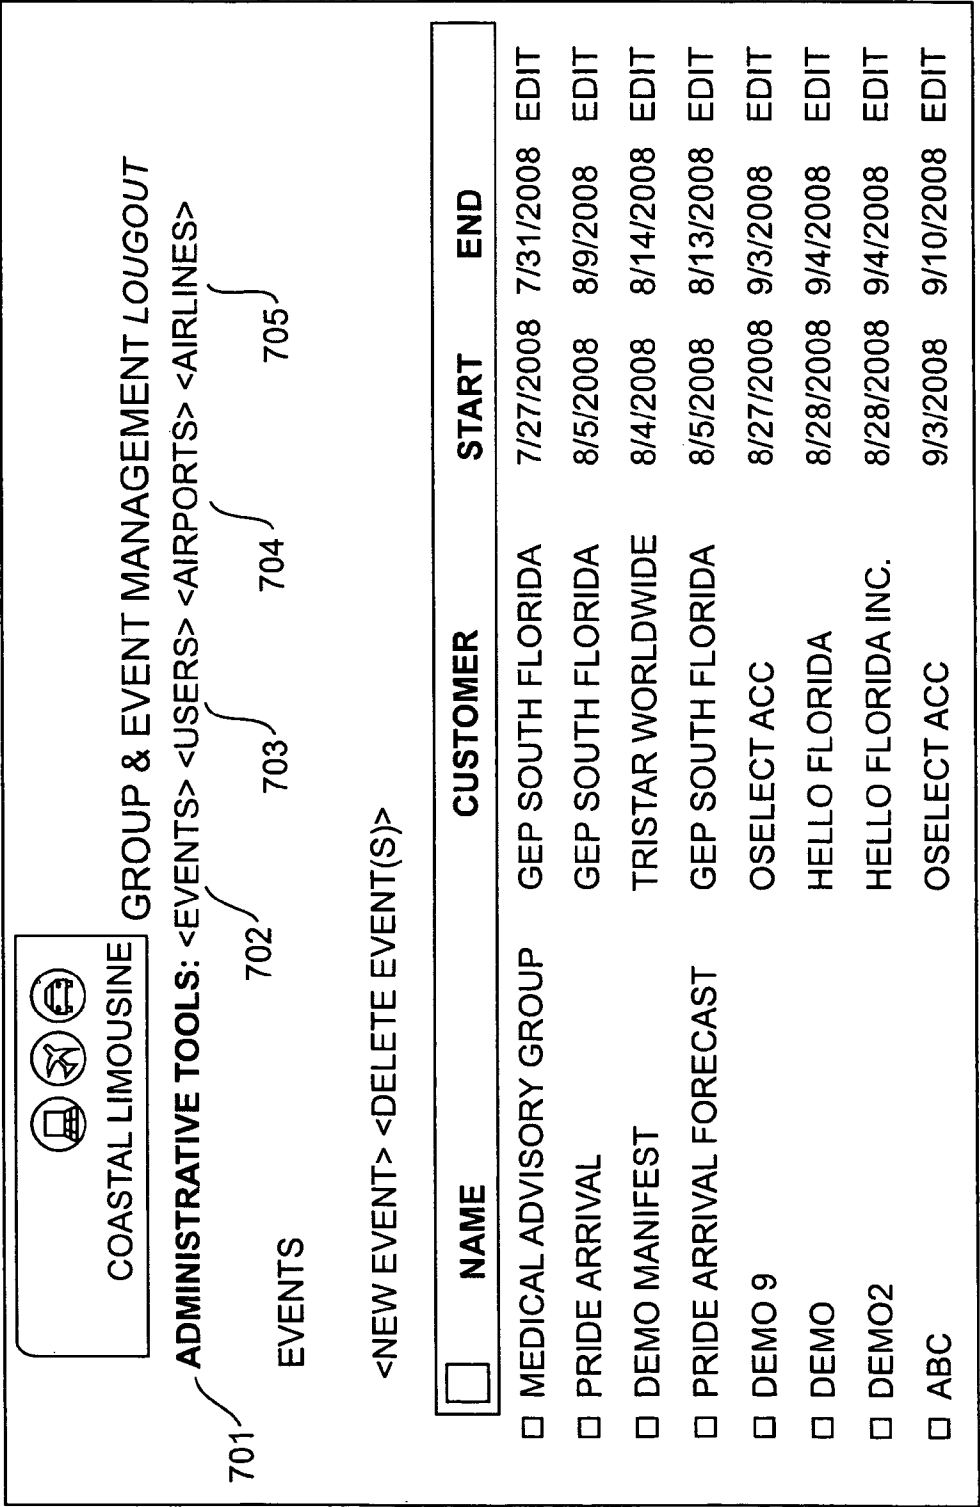 COASTAL LIMOUSINE
GROUP & EVENT MANAGEMENT LOUGOUT
701
ADMINISTRATIVE TOOLS: <EVENTS> <USERS> <AIRPORTS> <AIRLINES>
702 703 704 705
EVENTS
<NEW EVENT> <DELETE EVENT(S)>
NAME CUSTOMER START END
MEDICAL ADVISORY GROUP GEP SOUTH FLORIDA 7/27/2008 7/31/2008 EDIT
PRIDE ARRIVAL GEP SOUTH FLORIDA 8/5/2008 8/9/2008 EDIT
DEMO MANIFEST TRISTAR WORLDWIDE 8/4/2008 8/14/2008 EDIT
PRIDE ARRIVAL FORECAST GEP SOUTH FLORIDA 8/5/2008 8/13/2008 EDIT
DEMO 9 OSELECT ACC 8/27/2008 9/3/2008 EDIT
DEMO HELLO FLORIDA 8/28/2008 9/4/2008 EDIT
DEMO2 HELLO FLORIDA INC. 8/28/2008 9/4/2008 EDIT
ABC OSELECT ACC 9/3/2008 9/10/2008 EDIT